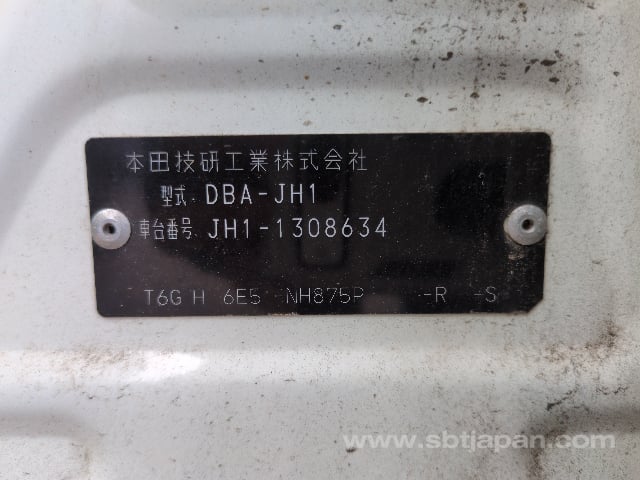 本田技研工業株式会社
型式 DBA-JH1
車台番号 JH1-1308634
T6G H 6E5 NH875P -R -S
www.sbtjapan.com